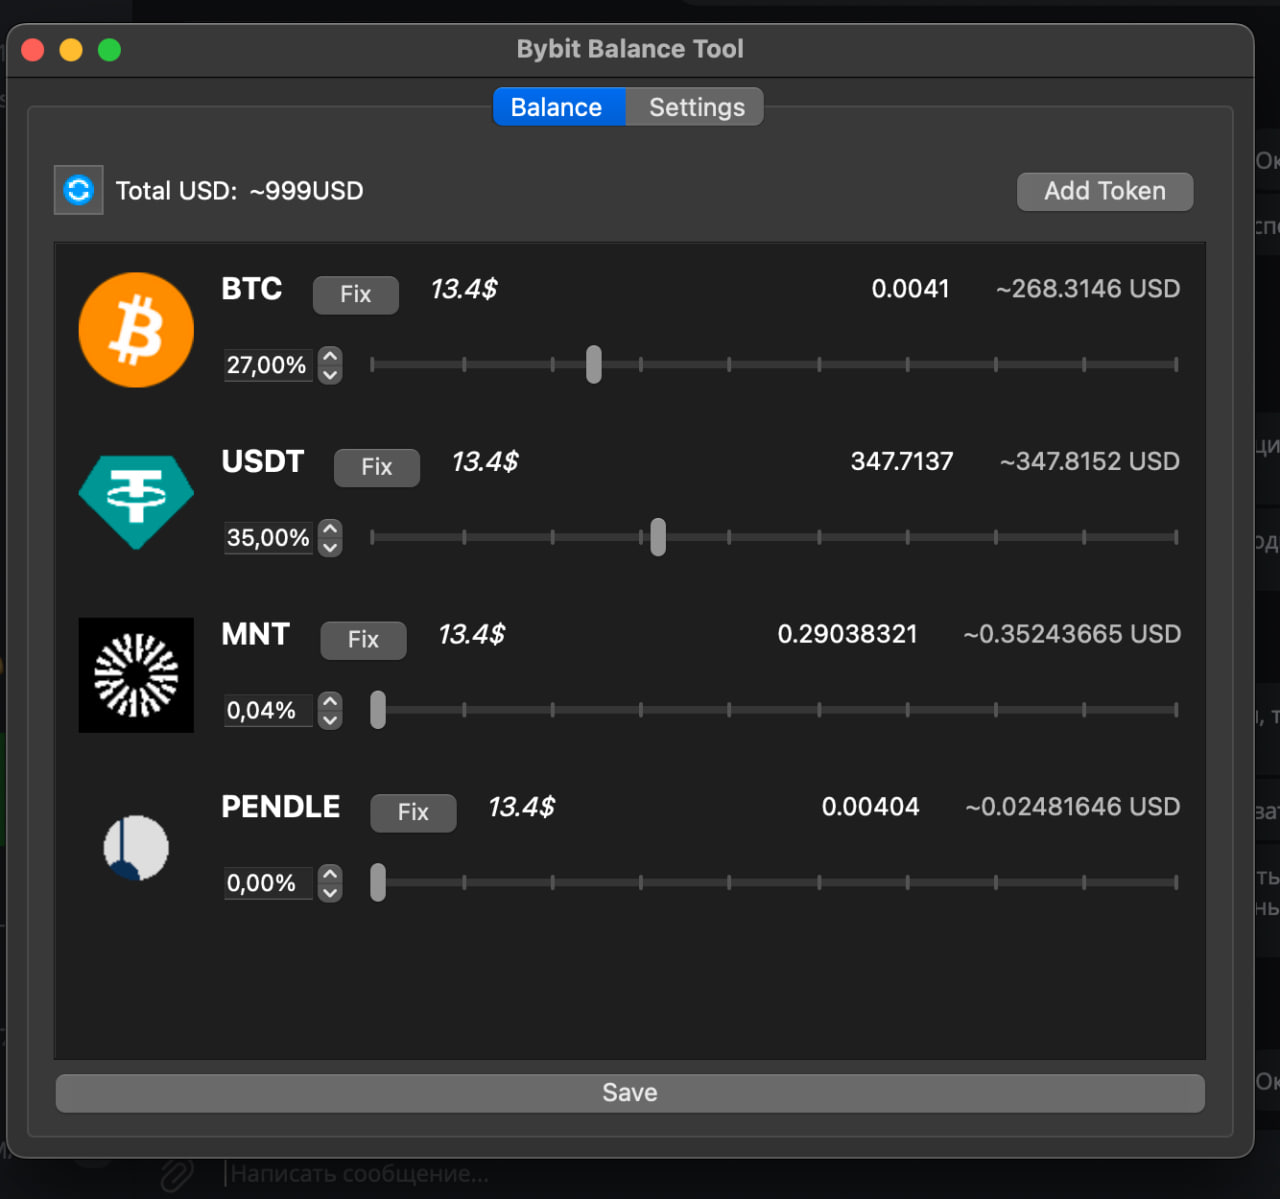 Bybit Balance Tool
Balance Settings
Total USD: ~999USD Add Token
BTC Fix 13.4$ 0.0041 ~268.3146 USD
27,00%
USDT Fix 13.4$ 347.7137 ~347.8152 USD
35,00%
MNT Fix 13.4$ 0.29038321 ~0.35243665 USD
0,04%
PENDLE Fix 13.4$ 0.00404 ~0.02481646 USD
0,00%
Save
Написать сообщение...